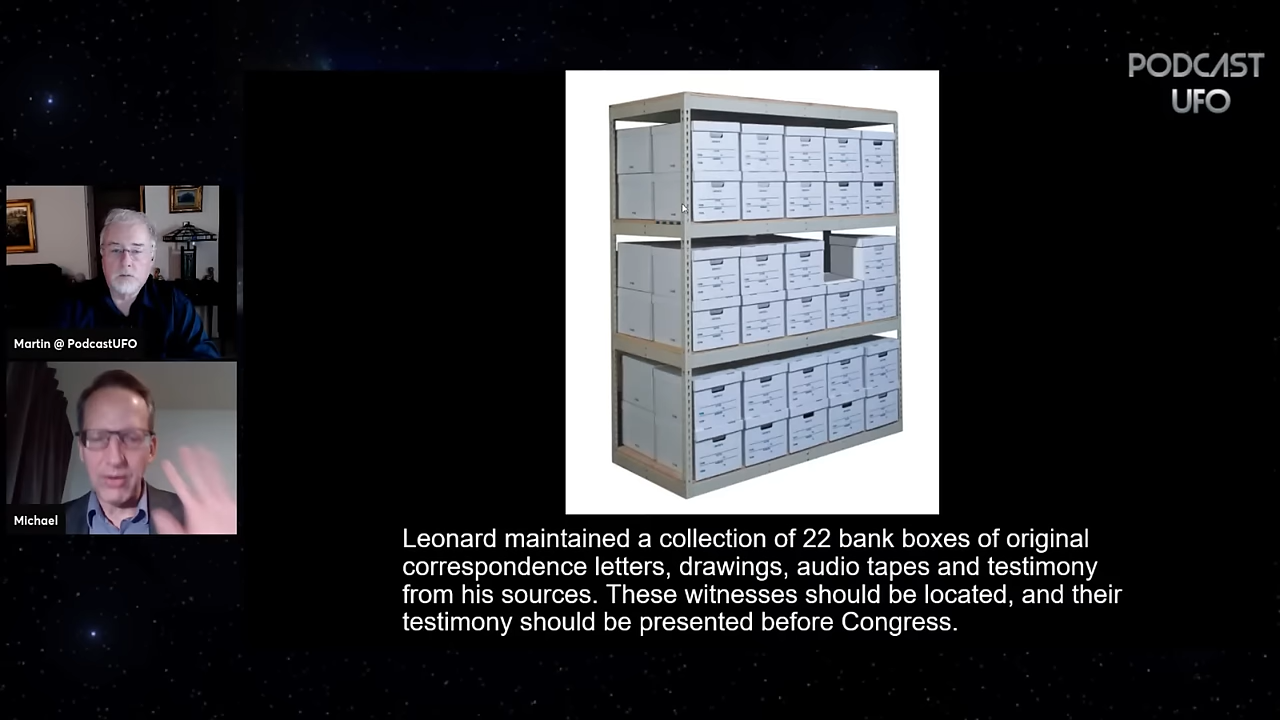 PODCAST
UFO
Martin @ PodcastUFO
Michael
Leonard maintained a collection of 22 bank boxes of original
correspondence letters, drawings, audio tapes and testimony
from his sources. These witnesses should be located, and their
testimony should be presented before Congress.